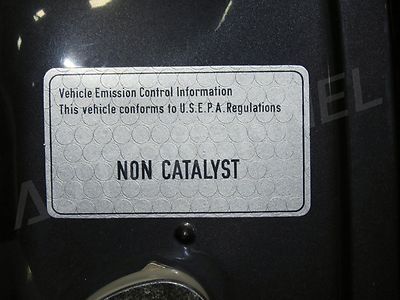 Vehicle Emission Control Information
This vehicle conforms to U.S.E.P.A. Regulations
NON CATALYST